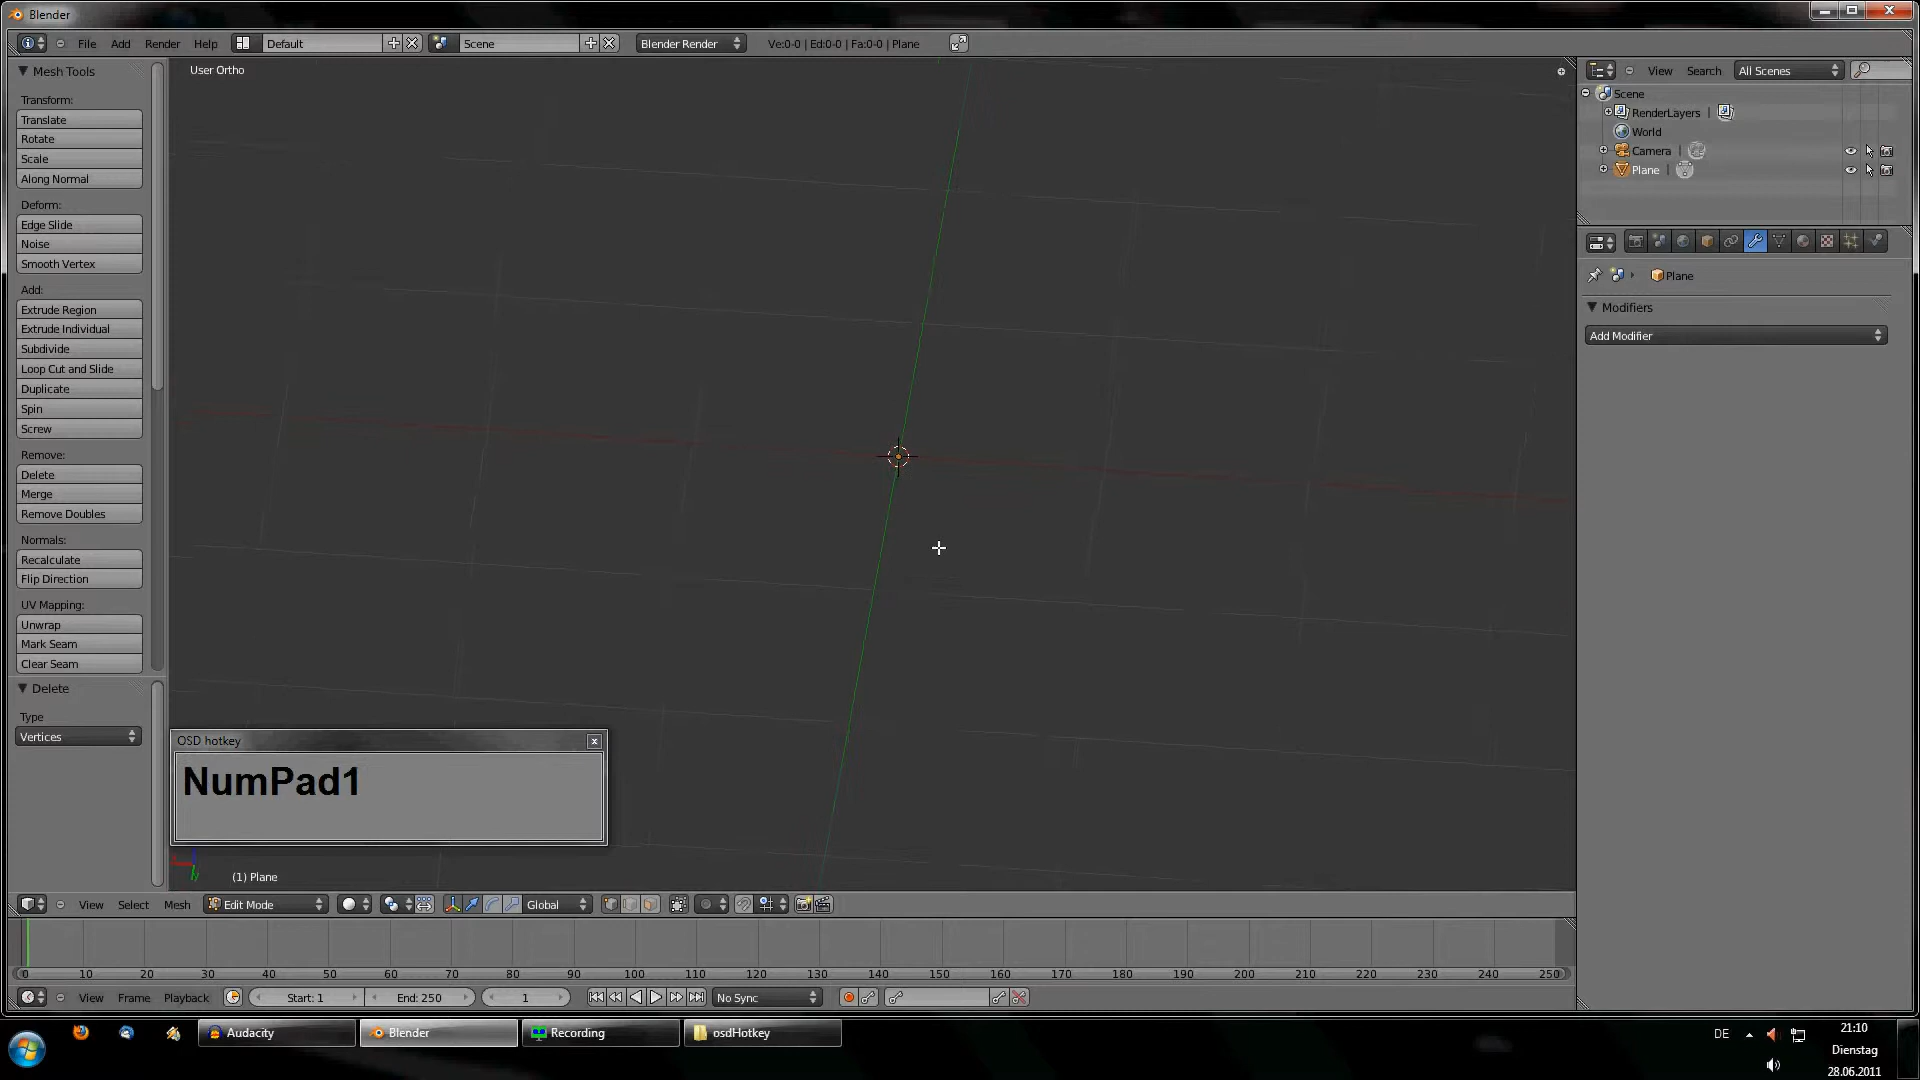 Blender
File Add Render Help Default Scene Blender Render Ve:0-0 | Ed:0-0 | Fa:0-0 | Plane
Mesh Tools
Transform:
Translate
Rotate
Scale
Along Normal
Deform:
Edge Slide
Noise
Smooth Vertex
Add:
Extrude Region
Extrude Individual
Subdivide
Loop Cut and Slide
Duplicate
Spin
Screw
Remove:
Delete
Merge
Remove Doubles
Normals:
Recalculate
Flip Direction
UV Mapping:
Unwrap
Mark Seam
Clear Seam
Delete
Type
Vertices
User Ortho
OSD hotkey
NumPad1
(1) Plane
View Search All Scenes
Scene
RenderLayers |
World
Camera |
Plane |
Plane
Modifiers
Add Modifier
View Select Mesh Edit Mode Global
0 10 20 30 40 50 60 70 80 90 100 110 120 130 140 150 160 170 180 190 200 210 220 230 240 250
View Frame Playback Start: 1 End: 250 1 No Sync
Audacity Blender Recording osdHotkey
DE
21:10
Dienstag
28.06.2011